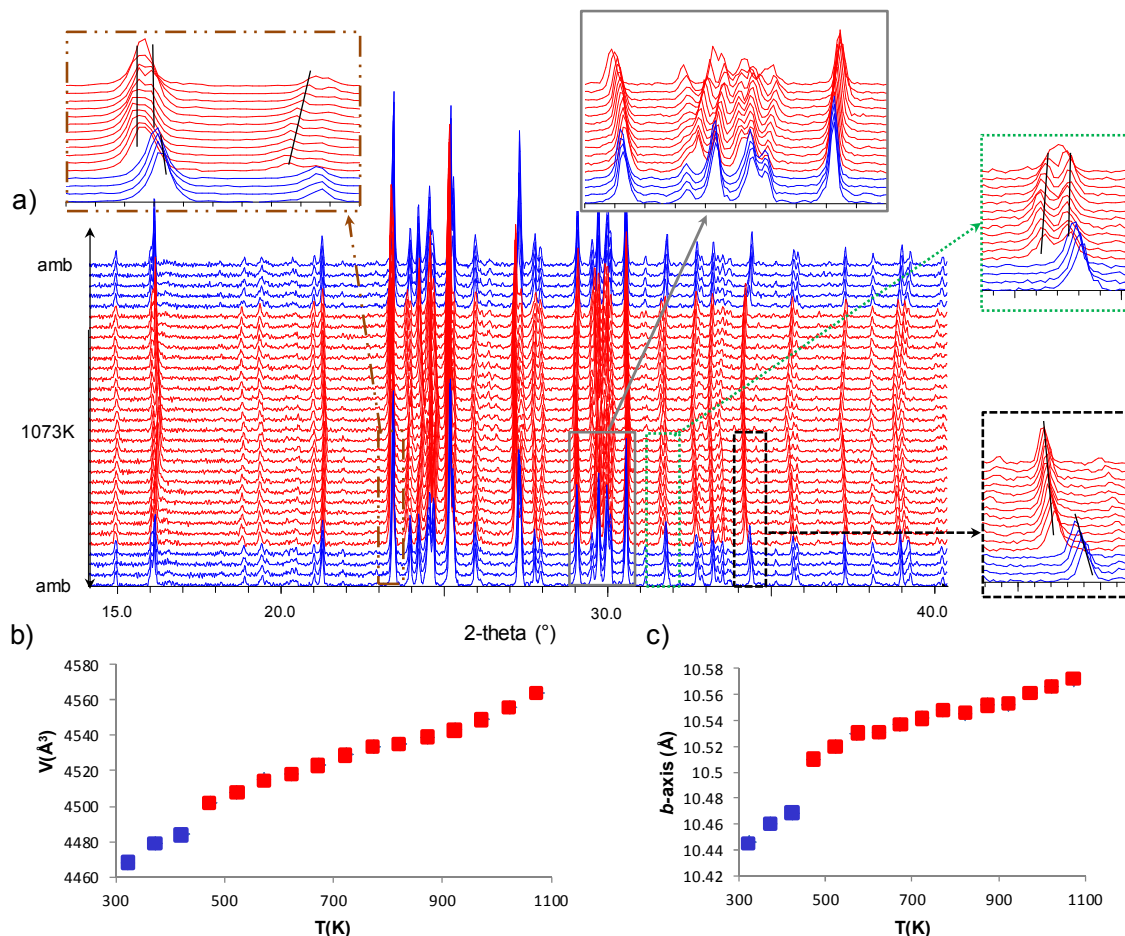 a)
amb
1073K
amb
15.0 20.0 30.0 40.0
2-theta (°)
b)
V(Å³)
4580
4560
4540
4520
4500
4480
4460
300 500 700 900 1100
T(K)
c)
b-axis (Å)
10.58
10.56
10.54
10.52
10.5
10.48
10.46
10.44
10.42
300 500 700 900 1100
T(K)